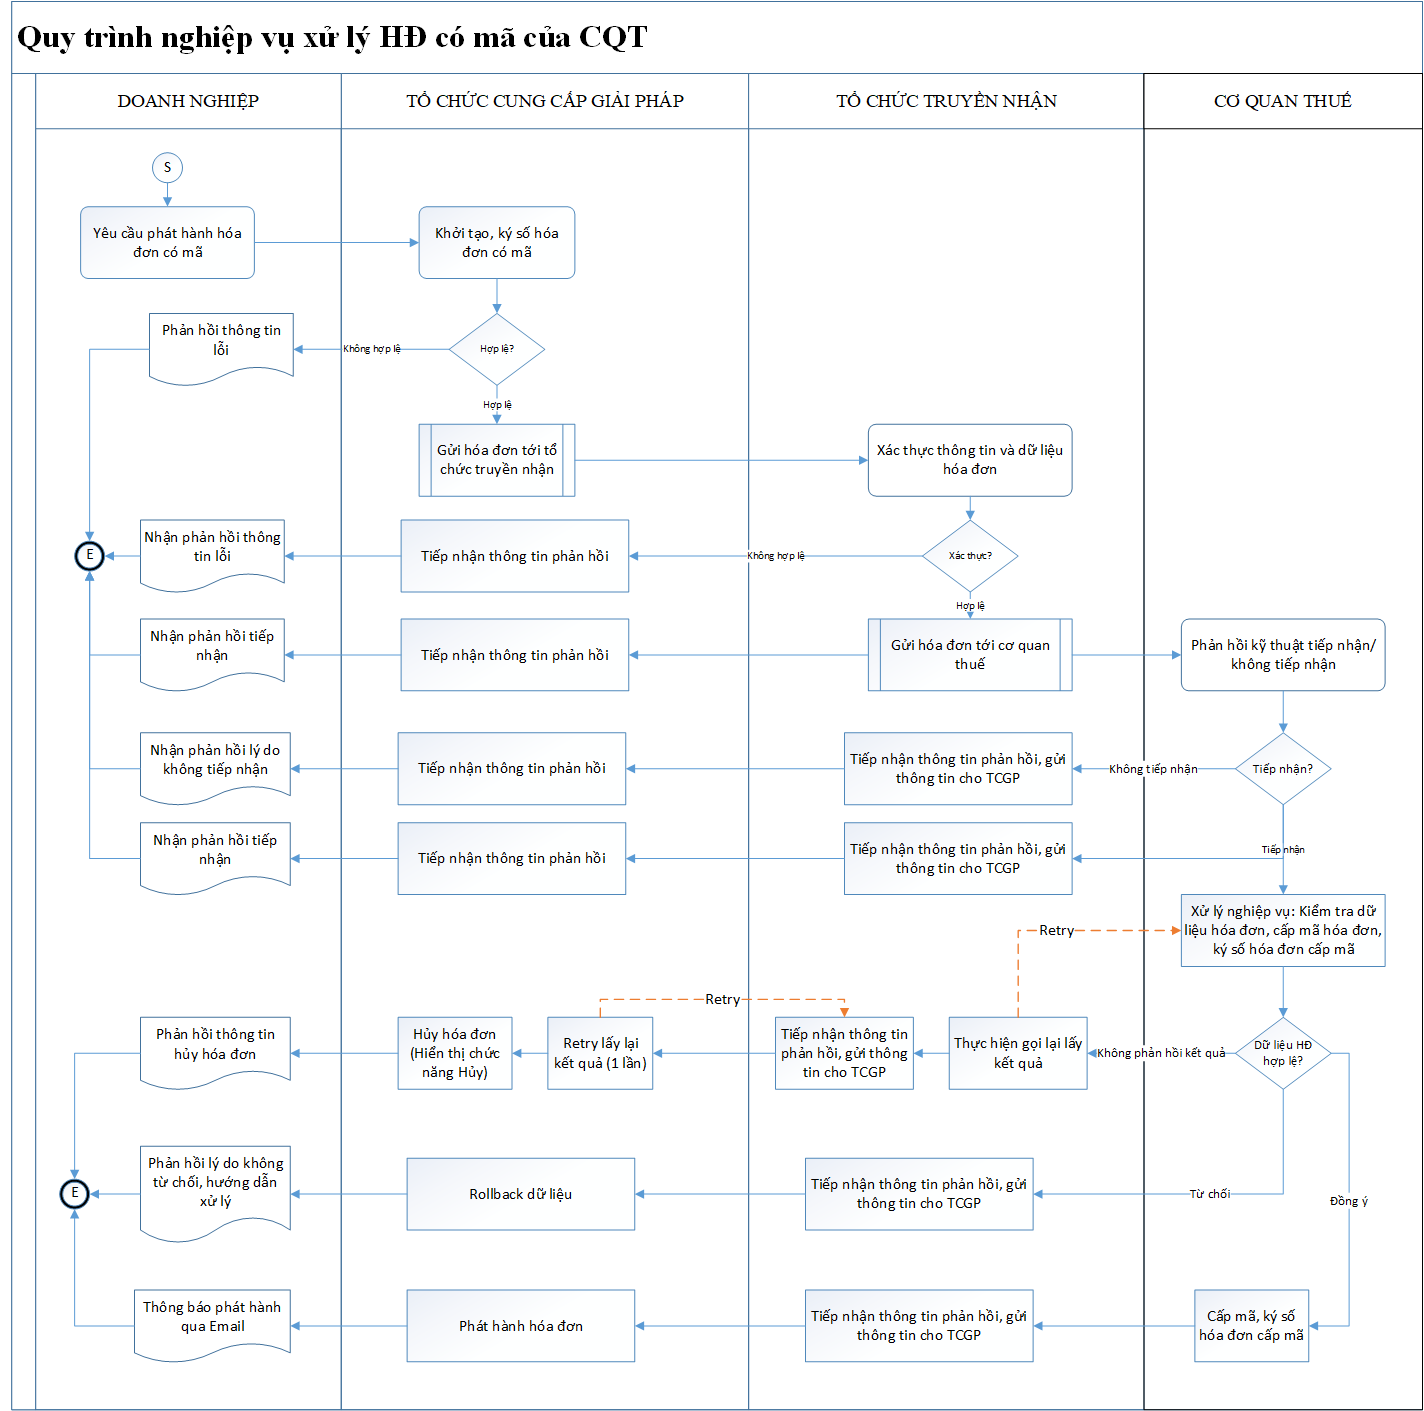 Quy trình nghiệp vụ xử lý HĐ có mã của CQT
DOANH NGHIỆP
TỔ CHỨC CUNG CẤP GIẢI PHÁP
TỔ CHỨC TRUYỀN NHẬN
CƠ QUAN THUẾ
S
Yêu cầu phát hành hóa
đơn có mã
Khởi tạo, ký số hóa
đơn có mã
Phản hồi thông tin
lỗi
Không hợp lệ
Hợp lệ?
Hợp lệ
Gửi hóa đơn tới tổ
chức truyền nhận
Xác thực thông tin và dữ liệu
hóa đơn
E
Nhận phản hồi thông
tin lỗi
Tiếp nhận thông tin phản hồi
Không hợp lệ
Xác thực?
Hợp lệ
Nhận phản hồi tiếp
nhận
Tiếp nhận thông tin phản hồi
Gửi hóa đơn tới cơ quan
thuế
Phản hồi kỹ thuật tiếp nhận/
không tiếp nhận
Nhận phản hồi lý do
không tiếp nhận
Tiếp nhận thông tin phản hồi
Tiếp nhận thông tin phản hồi, gửi
thông tin cho TCGP
Không tiếp nhận
Tiếp nhận?
Nhận phản hồi tiếp
nhận
Tiếp nhận thông tin phản hồi
Tiếp nhận thông tin phản hồi, gửi
thông tin cho TCGP
Tiếp nhận
Xử lý nghiệp vụ: Kiểm tra dữ
liệu hóa đơn, cấp mã hóa đơn,
ký số hóa đơn cấp mã
Retry
Retry
Phản hồi thông tin
hủy hóa đơn
Hủy hóa đơn
(Hiển thị chức
năng Hủy)
Retry lấy lại
kết quả (1 lần)
Tiếp nhận thông tin
phản hồi, gửi thông
tin cho TCGP
Thực hiện gọi lại lấy
kết quả
Không phản hồi kết quả
Dữ liệu HĐ
hợp lệ?
E
Phản hồi lý do không
từ chối, hướng dẫn
xử lý
Rollback dữ liệu
Tiếp nhận thông tin phản hồi, gửi
thông tin cho TCGP
Từ chối
Đồng ý
Thông báo phát hành
qua Email
Phát hành hóa đơn
Tiếp nhận thông tin phản hồi, gửi
thông tin cho TCGP
Cấp mã, ký số
hóa đơn cấp mã